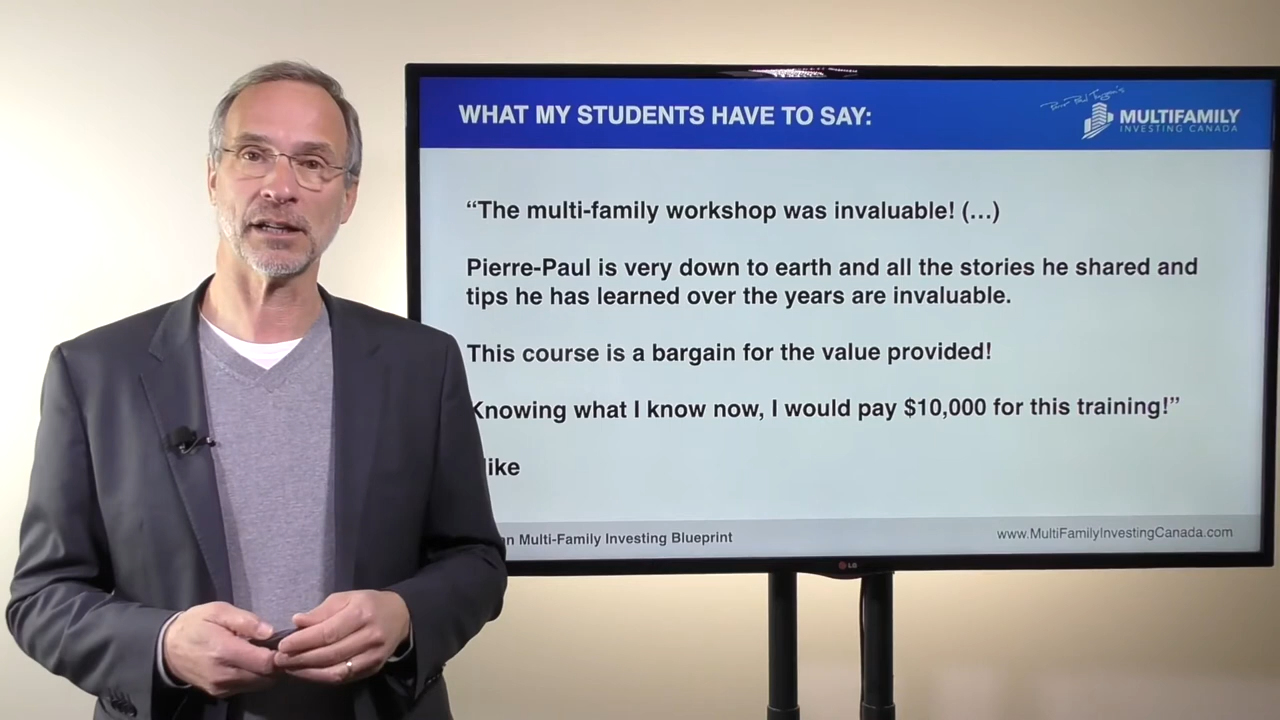 WHAT MY STUDENTS HAVE TO SAY:
MULTIFAMILY
INVESTING CANADA
“The multi-family workshop was invaluable! (…)
Pierre-Paul is very down to earth and all the stories he shared and
tips he has learned over the years are invaluable.
This course is a bargain for the value provided!
Knowing what I know now, I would pay $10,000 for this training!”
Multi-Family Investing Blueprint
www.MultiFamilyInvestingCanada.com
LG